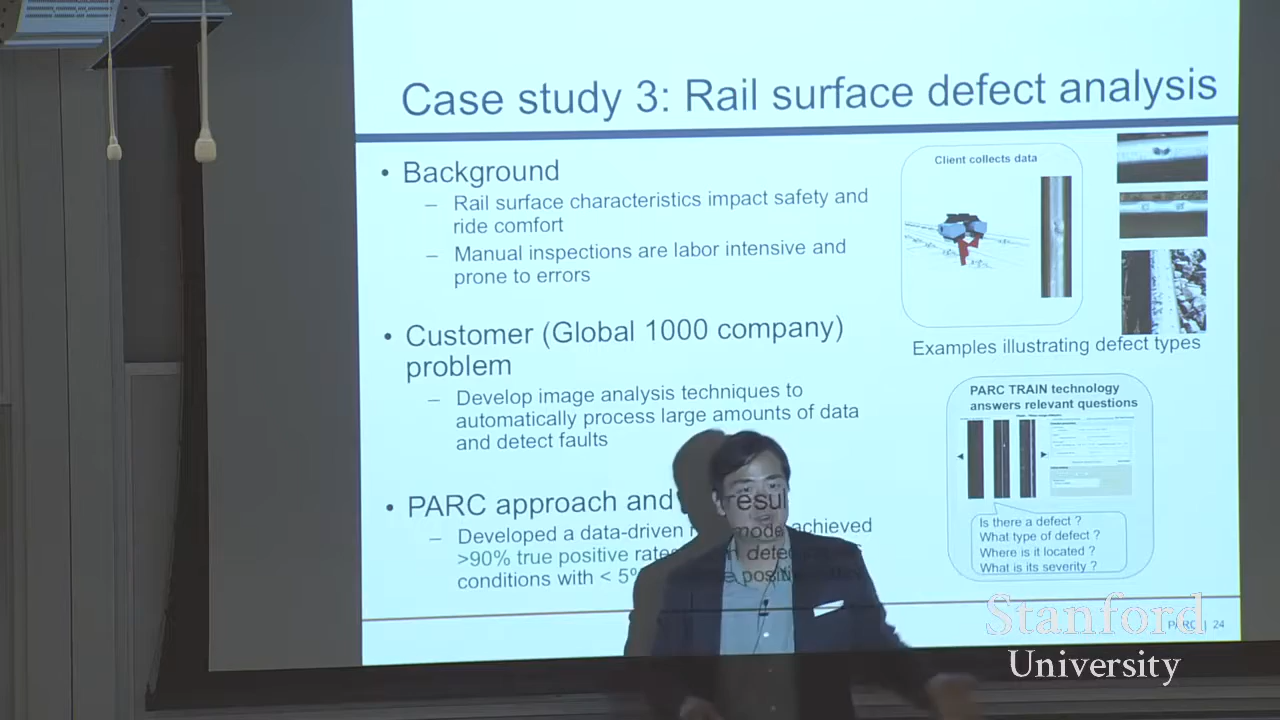 Case study 3: Rail surface defect analysis
• Background
– Rail surface characteristics impact safety and
ride comfort
– Manual inspections are labor intensive and
prone to errors
• Customer (Global 1000 company)
problem
– Develop image analysis techniques to
automatically process large amounts of data
and detect faults
• PARC approach and resul
– Developed a data-driven mode achieved
>90% true positive rate
conditions with < 5% positi
Client collects data
Examples illustrating defect types
PARC TRAIN technology
answers relevant questions
Is there a defect ?
What type of defect ?
Where is it located ?
What is its severity ?
PARC | 24
Stanford
University